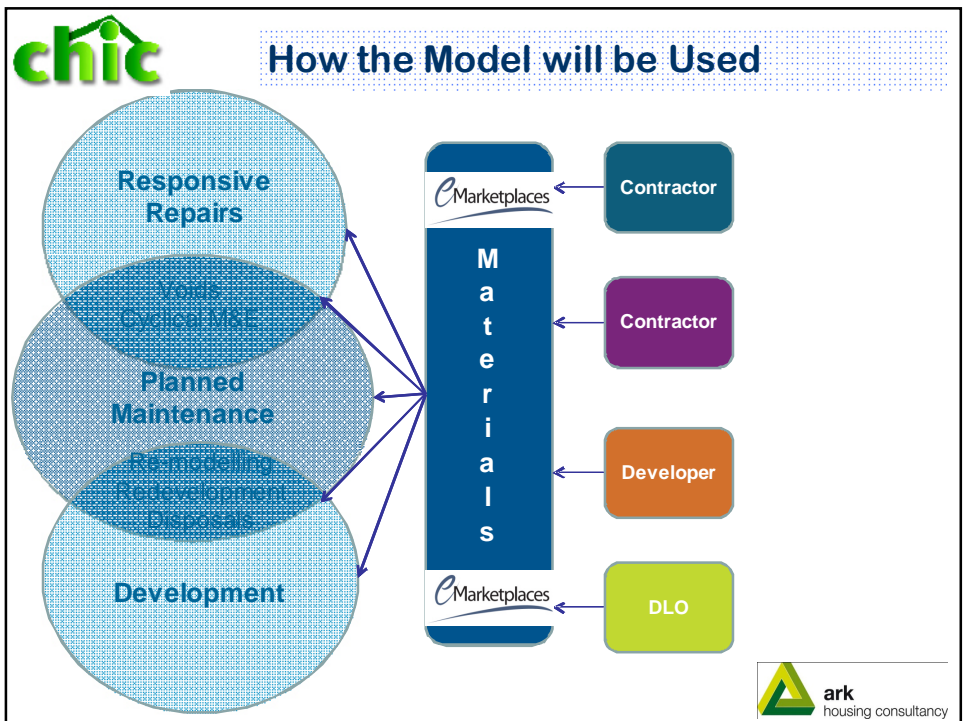 chic
How the Model will be Used
Responsive
Repairs
Voids
Cyclical M&E
Planned
Maintenance
Re-modelling
Redevelopment
Disposals
Development
eMarketplaces
Materials
eMarketplaces
Contractor
Contractor
Developer
DLO
ark
housing consultancy